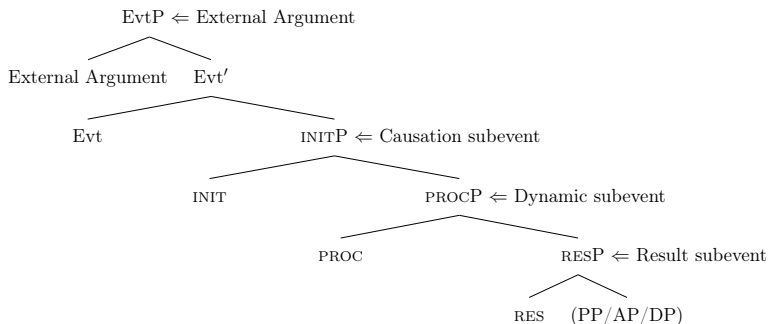 EvtP ⇐ External Argument
External Argument Evt′
Evt INITP ⇐ Causation subevent
INIT PROCP ⇐ Dynamic subevent
PROC RESP ⇐ Result subevent
RES (PP/AP/DP)